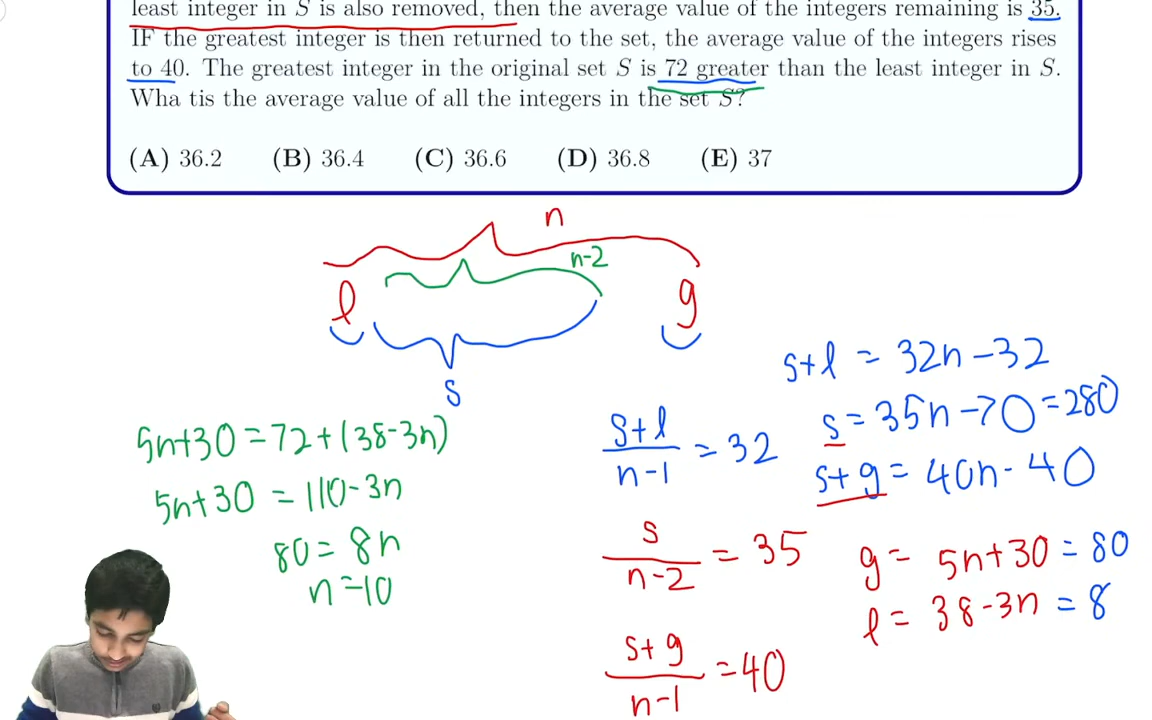 least integer in S is also removed, then the average value of the integers remaining is 35.
IF the greatest integer is then returned to the set, the average value of the integers rises
to 40. The greatest integer in the original set S is 72 greater than the least integer in S.
Wha tis the average value of all the integers in the set S?
(A) 36.2 (B) 36.4 (C) 36.6 (D) 36.8 (E) 37
n
n-2
l g
s
5n+30=72+(38-3n)
5n+30 = 110-3n
80 = 8n
n=10
s+l/n-1 = 32
s/n-2 = 35
s+g/n-1 = 40
s+l = 32n-32
s = 35n-70 = 280
s+g = 40n-40
g = 5n+30 = 80
l = 38-3n = 8